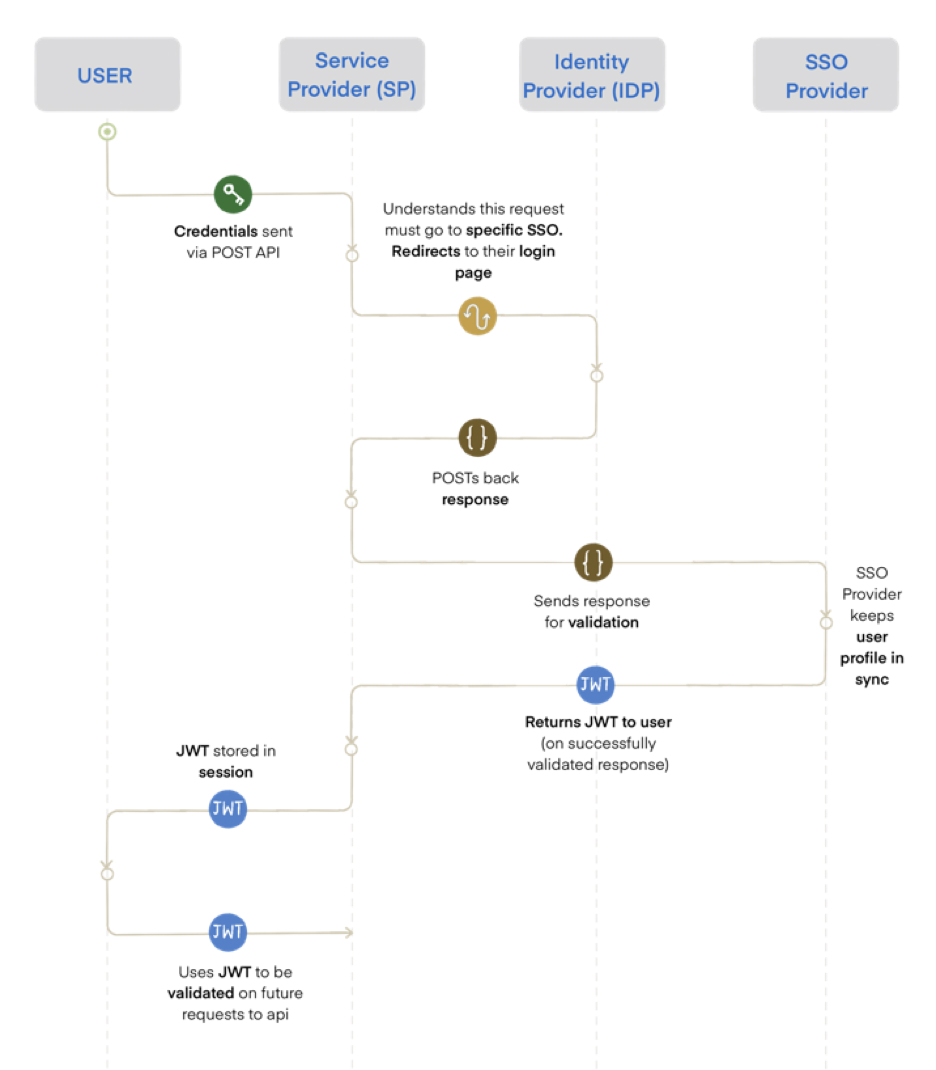 USER
Service
Provider (SP)
Identity
Provider (IDP)
SSO
Provider
Credentials sent
via POST API
Understands this request
must go to specific SSO.
Redirects to their login
page
{ }
POSTs back
response
{ }
Sends response
for validation
SSO
Provider
keeps
user
profile in
sync
JWT
Returns JWT to user
(on successfully
validated response)
JWT stored in
session
JWT
JWT
Uses JWT to be
validated on future
requests to api